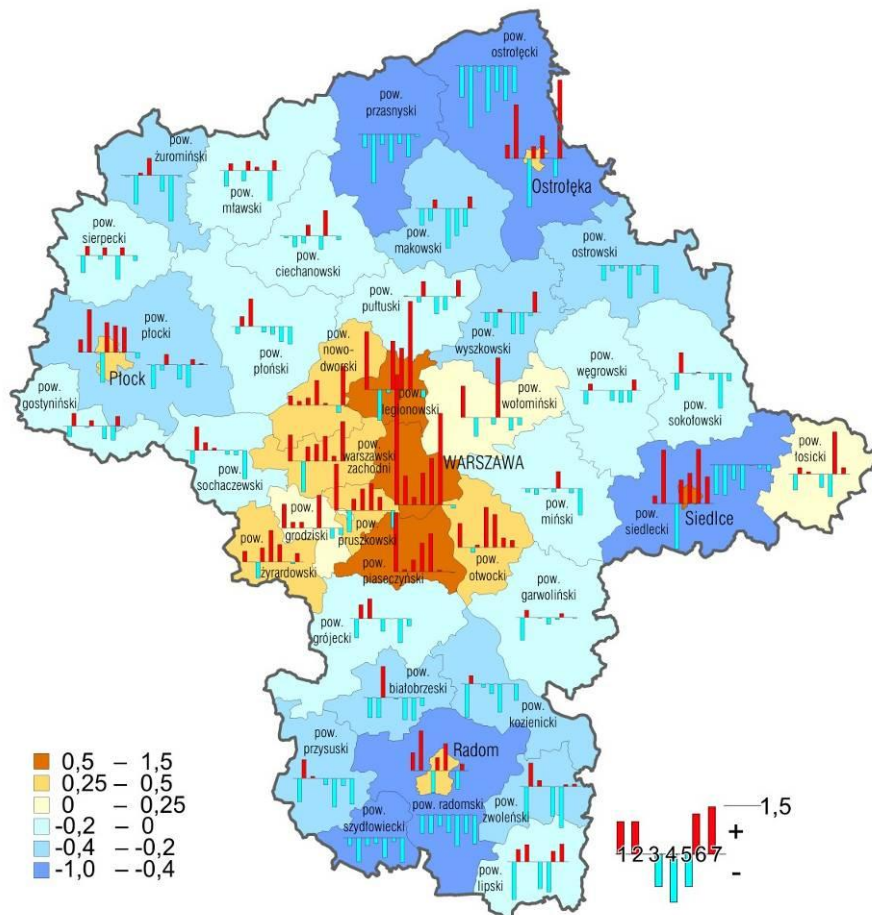 pow.
ostrołęcki
pow.
przasnyski
pow.
żuromiński
Ostrołęka
pow.
mławski
pow.
makowski
pow.
sierpecki
pow.
ciechanowski
pow.
ostrowski
pow.
pułtuski
pow.
płocki
pow.
nowo-
dworski
pow.
wyszkowski
pow.
płoński
pow.
węgrowski
Płock
pow.
legionowski
pow.
wołomiński
pow.
gostyniński
pow.
sokołowski
pow.
warszawski
zachodni
WARSZAWA
pow.
łosicki
pow.
sochaczewski
pow.
miński
Siedlce
pow.
siedlecki
pow.
grodziski
pow.
pruszkowski
pow.
żyrardowski
pow.
piaseczyński
pow.
otwocki
pow.
garwoliński
pow.
grójecki
pow.
białobrzeski
pow.
kozienicki
pow.
przysuski
Radom
0,5 – 1,5
0,25 – 0,5
0 – 0,25
-0,2 – 0
-0,4 – -0,2
-1,0 – -0,4
pow. radomski
pow.
zwoleński
pow.
szydłowiecki
pow.
lipski
1,5
+
1 2 3 4 5 6 7
-